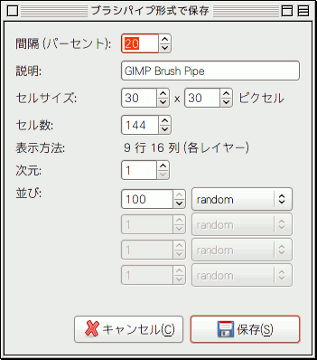 ブラシパイプ形式で保存
間隔 (パーセント): 20
説明: GIMP Brush Pipe
セルサイズ: 30 x 30 ピクセル
セル数: 144
表示方法: 9 行 16 列 (各レイヤー)
次元: 1
並び: 100 random
1 random
1 random
1 random
キャンセル(C) 保存(S)